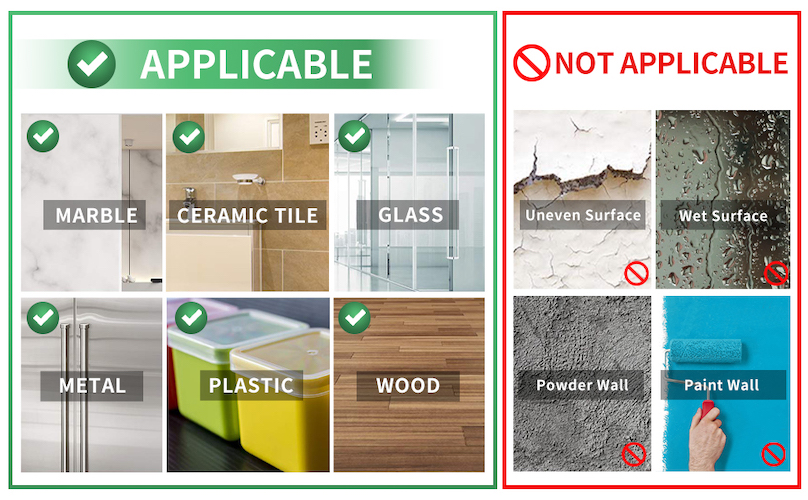 APPLICABLE
MARBLE
CERAMIC TILE
GLASS
METAL
PLASTIC
WOOD
NOT APPLICABLE
Uneven Surface
Wet Surface
Powder Wall
Paint Wall